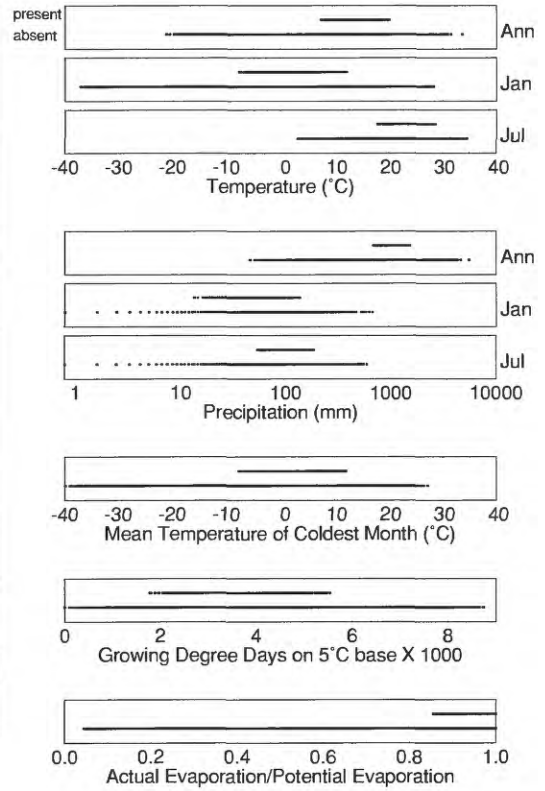 present
absent
Ann
Jan
Jul
-40 -30 -20 -10 0 10 20 30 40
Temperature (°C)
Ann
Jan
Jul
1 10 100 1000 10000
Precipitation (mm)
-40 -30 -20 -10 0 10 20 30 40
Mean Temperature of Coldest Month (°C)
0 2 4 6 8
Growing Degree Days on 5°C base X 1000
0.0 0.2 0.4 0.6 0.8 1.0
Actual Evaporation/Potential Evaporation